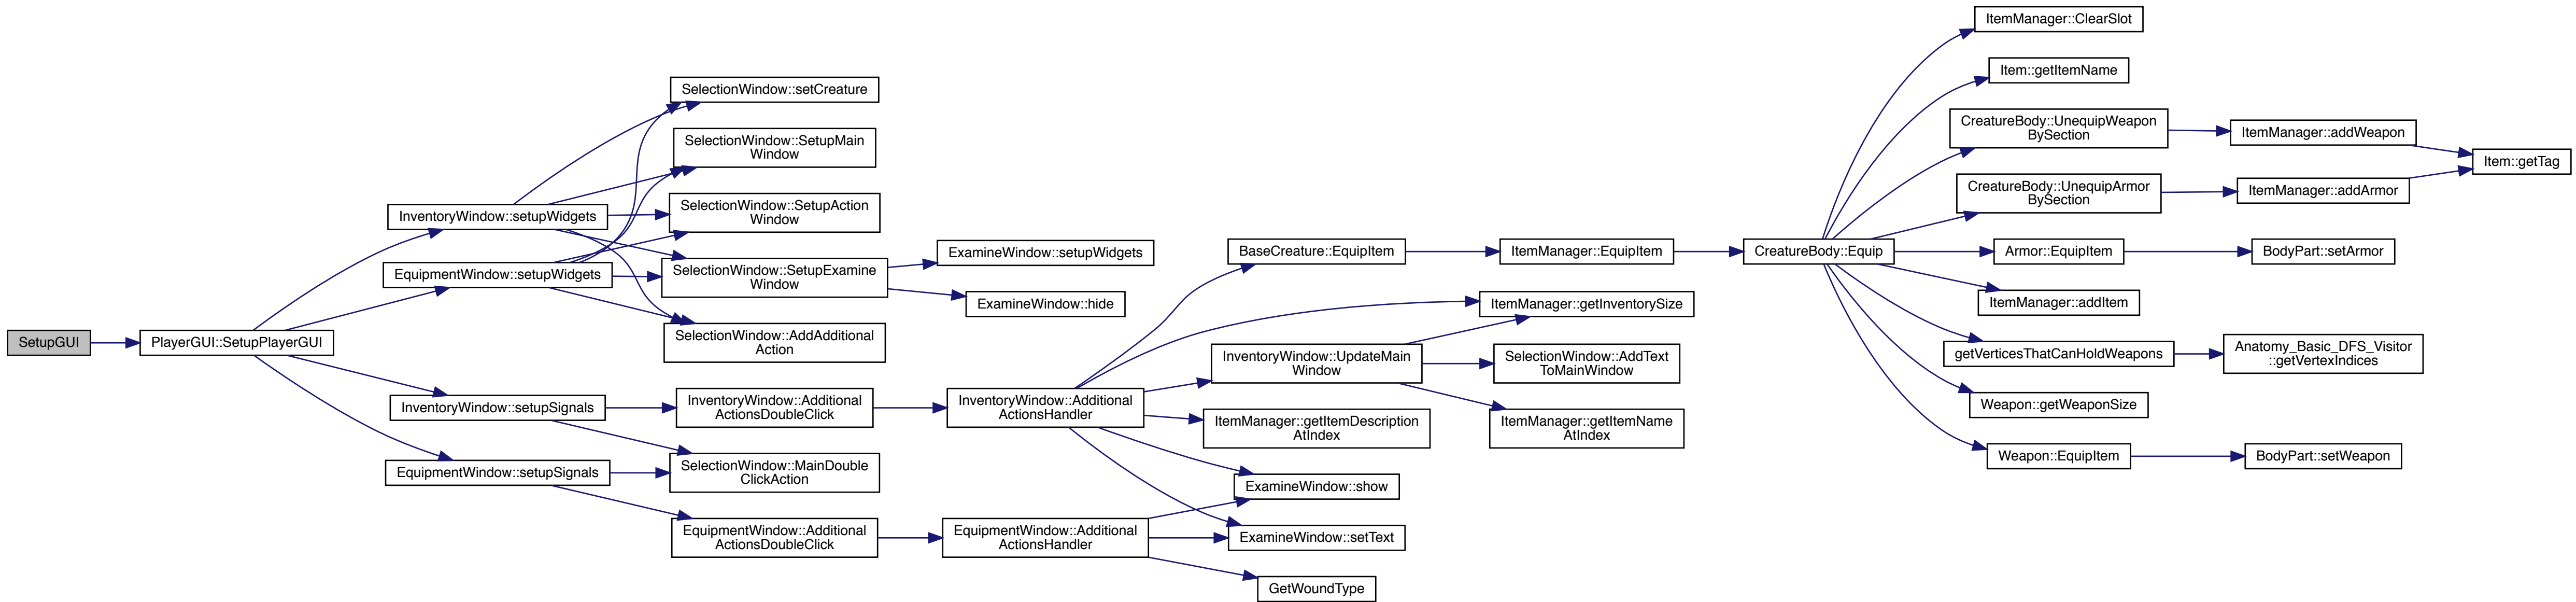 SetupGUI
PlayerGUI::SetupPlayerGUI
InventoryWindow::setupWidgets
EquipmentWindow::setupWidgets
InventoryWindow::setupSignals
EquipmentWindow::setupSignals
SelectionWindow::setCreature
SelectionWindow::SetupMain
Window
SelectionWindow::SetupAction
Window
SelectionWindow::SetupExamine
Window
SelectionWindow::AddAdditional
Action
InventoryWindow::Additional
ActionsDoubleClick
SelectionWindow::MainDouble
ClickAction
EquipmentWindow::Additional
ActionsDoubleClick
ExamineWindow::setupWidgets
ExamineWindow::hide
InventoryWindow::Additional
ActionsHandler
EquipmentWindow::Additional
ActionsHandler
BaseCreature::EquipItem
InventoryWindow::UpdateMain
Window
ItemManager::getItemDescription
AtIndex
ExamineWindow::show
ExamineWindow::setText
GetWoundType
ItemManager::EquipItem
ItemManager::getInventorySize
SelectionWindow::AddText
ToMainWindow
ItemManager::getItemName
AtIndex
CreatureBody::Equip
ItemManager::ClearSlot
Item::getItemName
CreatureBody::UnequipWeapon
BySection
CreatureBody::UnequipArmor
BySection
Armor::EquipItem
ItemManager::addItem
getVerticesThatCanHoldWeapons
Weapon::getWeaponSize
Weapon::EquipItem
ItemManager::addWeapon
ItemManager::addArmor
BodyPart::setArmor
Anatomy_Basic_DFS_Visitor
::getVertexIndices
BodyPart::setWeapon
Item::getTag